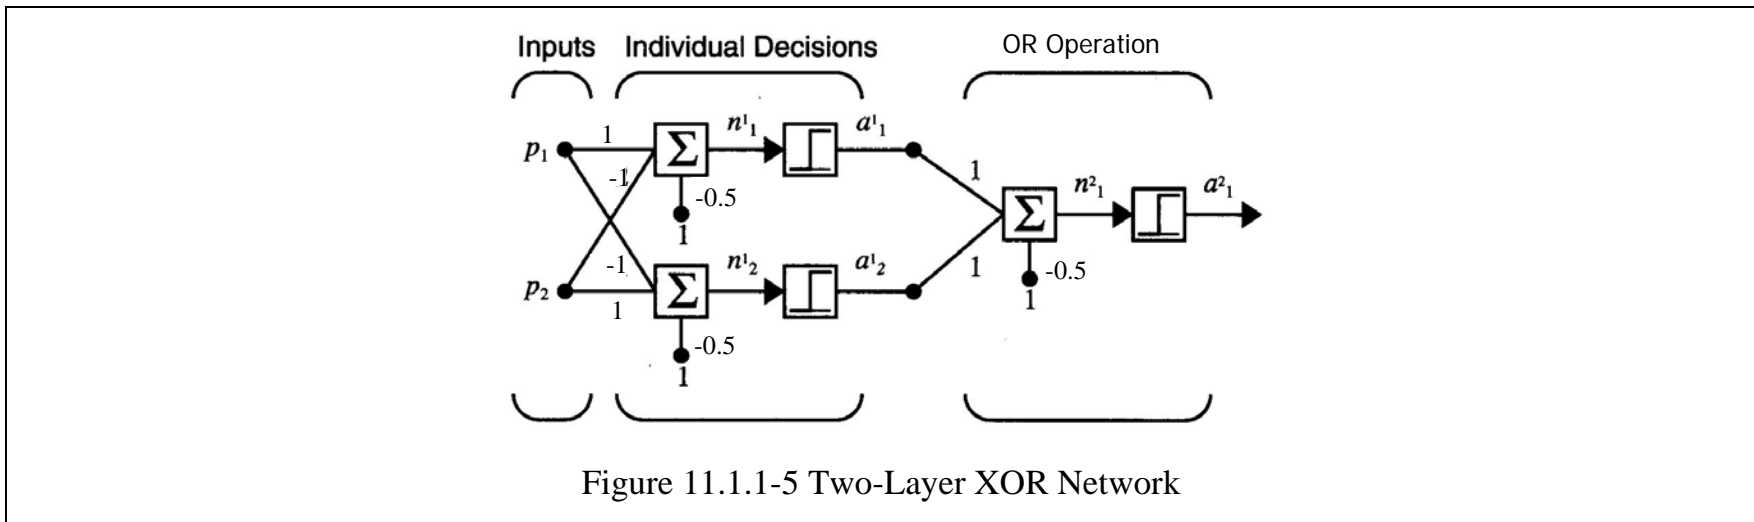 Inputs Individual Decisions OR Operation
p₁ 1 Σ n¹₁ a¹₁
-1 -0.5 1
1 Σ n²₁ a²₁
-1 n¹₂ a¹₂ 1 -0.5
p₂ 1 Σ 1
-0.5
1
Figure 11.1.1-5 Two-Layer XOR Network